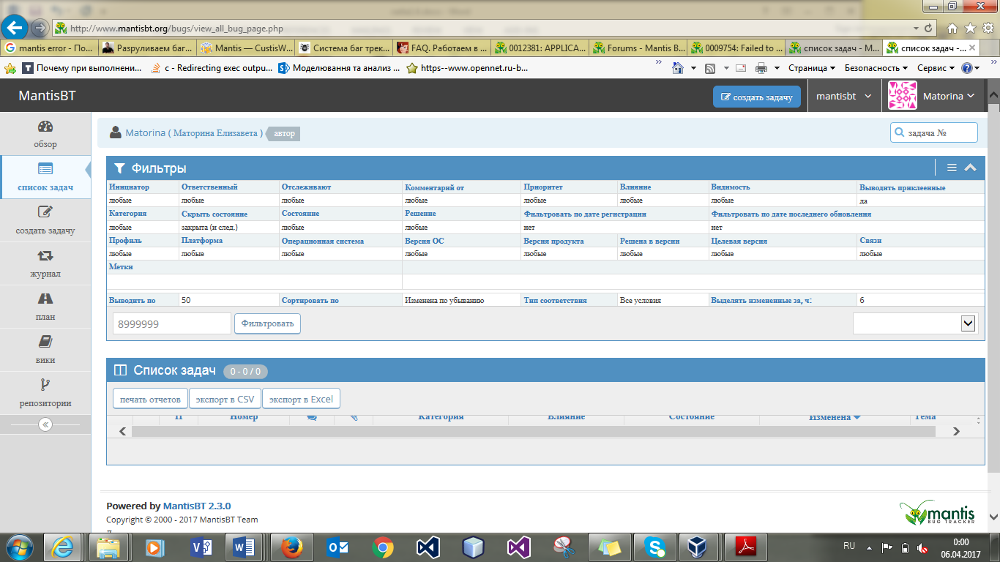 http://www.mantisbt.org/bugs/view_all_bug_page.php
mantis error - По... Разруливаем баг... Mantis — CustisW... Система баг трек... FAQ. Работаем в ... 0012381: APPLICA... Forums - Mantis B... 0009754: Failed to ... список задач - M... список задач -...
Почему при выполнени... c - Redirecting exec outpu... Моделювання та анализ ... https--www.opennet.ru-b... Страница Безопасность Сервис
MantisBT создать задачу mantisbt Matorina
обзор
список задач
создать задачу
журнал
план
вики
репозитории
Matorina ( Маторина Елизавета ) автор задача №
Фильтры
Инициатор Ответственный Отслеживают Комментарий от Приоритет Влияние Видимость Выводить приклеенные
любые любые любые любые любые любые любые да
Категория Скрыть состояние Состояние Решение Фильтровать по дате регистрации Фильтровать по дате последнего обновления
любые закрыта (и след.) любые любые нет нет
Профиль Платформа Операционная система Версия ОС Версия продукта Решена в версии Целевая версия Связи
любые любые любые любые любые любые любые любые
Метки
Выводить по 50 Сортировать по Изменена по убыванию Тип соответствия Все условия Выделять измененные за, ч: 6
8999999 Фильтровать
Список задач 0 - 0 / 0
печать отчетов экспорт в CSV экспорт в Excel
П Номер Категория Влияние Состояние Изменена Тема
Powered by MantisBT 2.3.0
Copyright © 2000 - 2017 MantisBT Team
mantis
BUG TRACKER
RU 0:00
06.04.2017